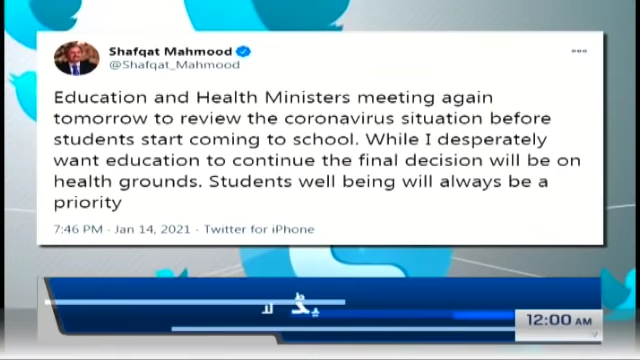 Shafqat Mahmood
@Shafqat_Mahmood
Education and Health Ministers meeting again
tomorrow to review the coronavirus situation before
students start coming to school. While I desperately
want education to continue the final decision will be on
health grounds. Students well being will always be a
priority
7:46 PM · Jan 14, 2021 · Twitter for iPhone
12:00 AM